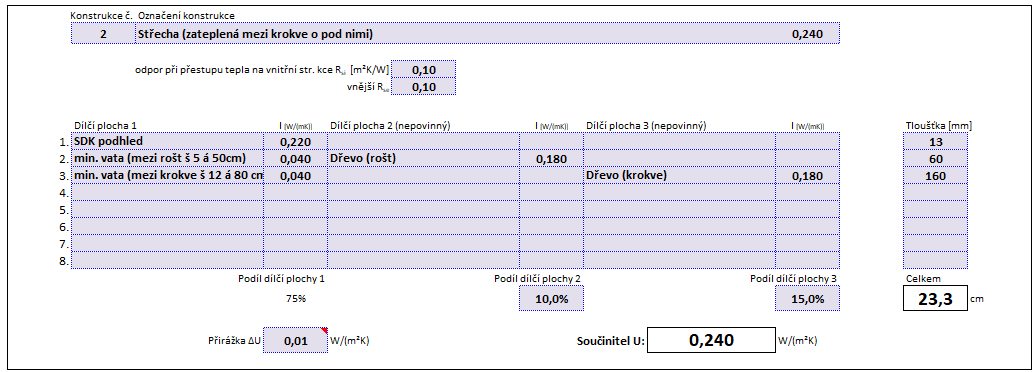 Konstrukce č. Označení konstrukce
2 Střecha (zateplená mezi krokve o pod nimi) 0,240
odpor při přestupu tepla na vnitřní str. kce Rsi [m²K/W] 0,10
vnější Rse 0,10
Dílčí plocha 1 l (W/(mK)) Dílčí plocha 2 (nepovinný) l (W/(mK)) Dílčí plocha 3 (nepovinný) l (W/(mK)) Tloušťka [mm]
1. SDK podhled 0,220 13
2. min. vata (mezi rošt š 5 á 50cm) 0,040 Dřevo (rošt) 0,180 60
3. min. vata (mezi krokve š 12 á 80 cm 0,040 Dřevo (krokve) 0,180 160
4.
5.
6.
7.
8.
Podíl dílčí plochy 1 Podíl dílčí plochy 2 Podíl dílčí plochy 3 Celkem
75% 10,0% 15,0% 23,3 cm
Přirážka ΔU 0,01 W/(m²K) Součinitel U: 0,240 W/(m²K)